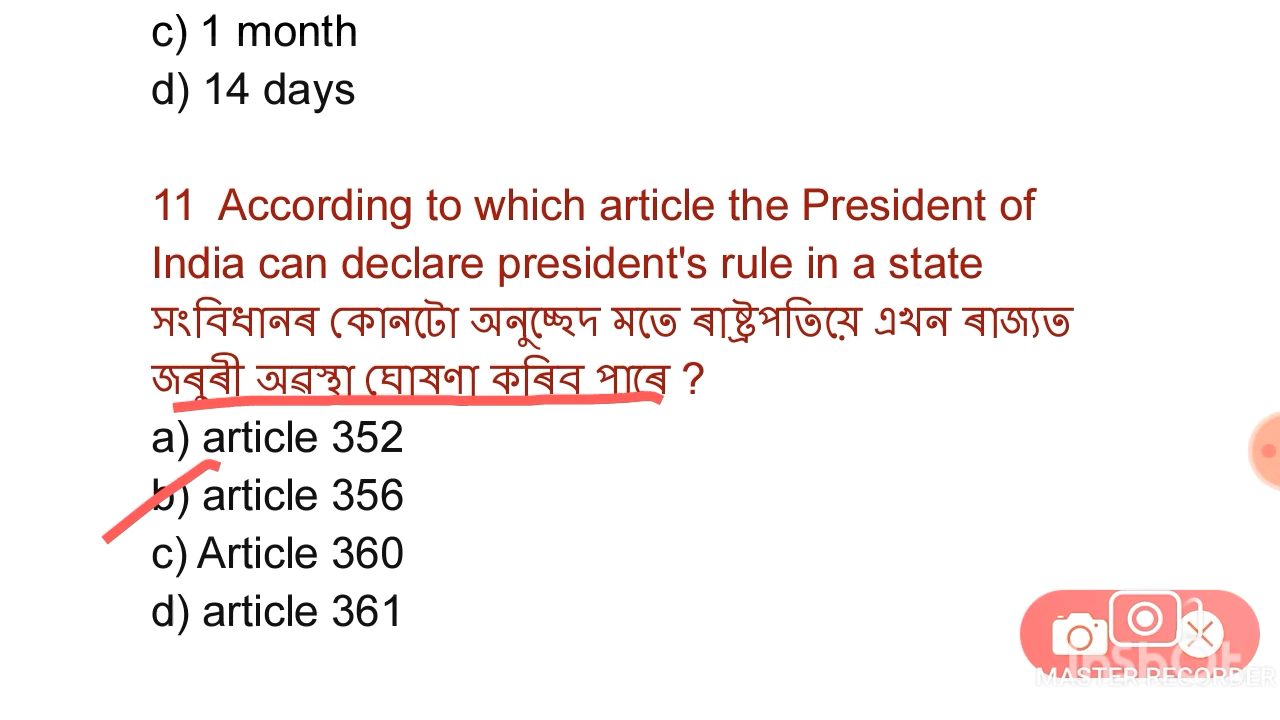 c) 1 month
d) 14 days
11 According to which article the President of
India can declare president's rule in a state
সংবিধানৰ কোনটো অনুচ্ছেদ মতে ৰাষ্ট্ৰপতিয়ে এখন ৰাজ্যত
জৰুৰী অৱস্থা ঘোষণা কৰিব পাৰে ?
a) article 352
b) article 356
c) Article 360
d) article 361
MASTER RECORDER